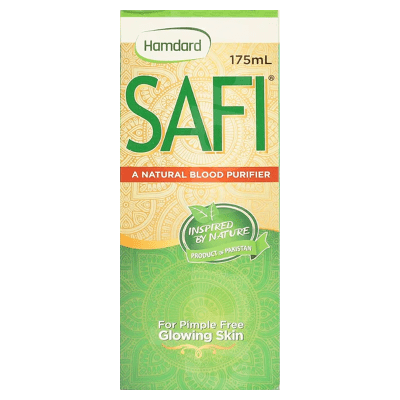 Hamdard
175mL
SAFI®
A NATURAL BLOOD PURIFIER
INSPIRED
BY NATURE
PRODUCT OF PAKISTAN
For Pimple Free
Glowing Skin